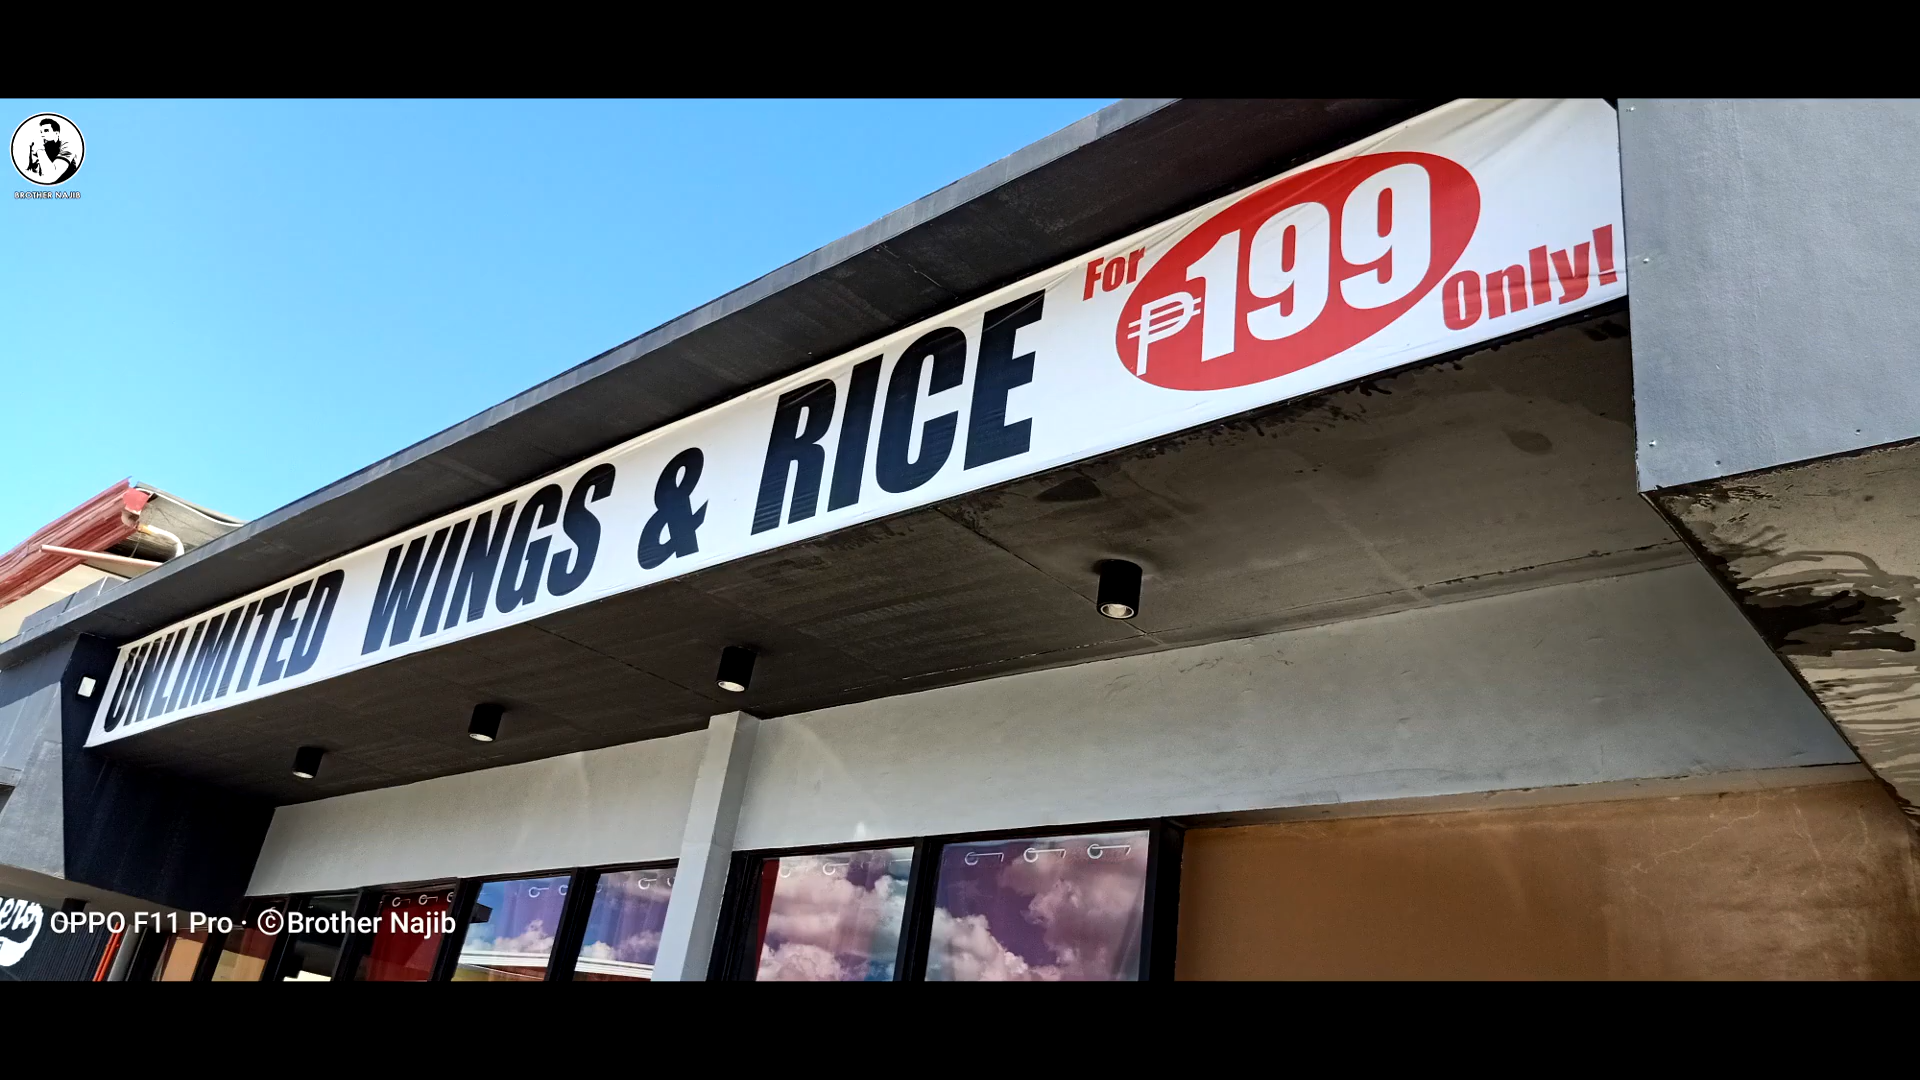 BROTHER NAJIB
UNLIMITED WINGS & RICE
For
₱199
Only!
OPPO F11 Pro · ©Brother Najib